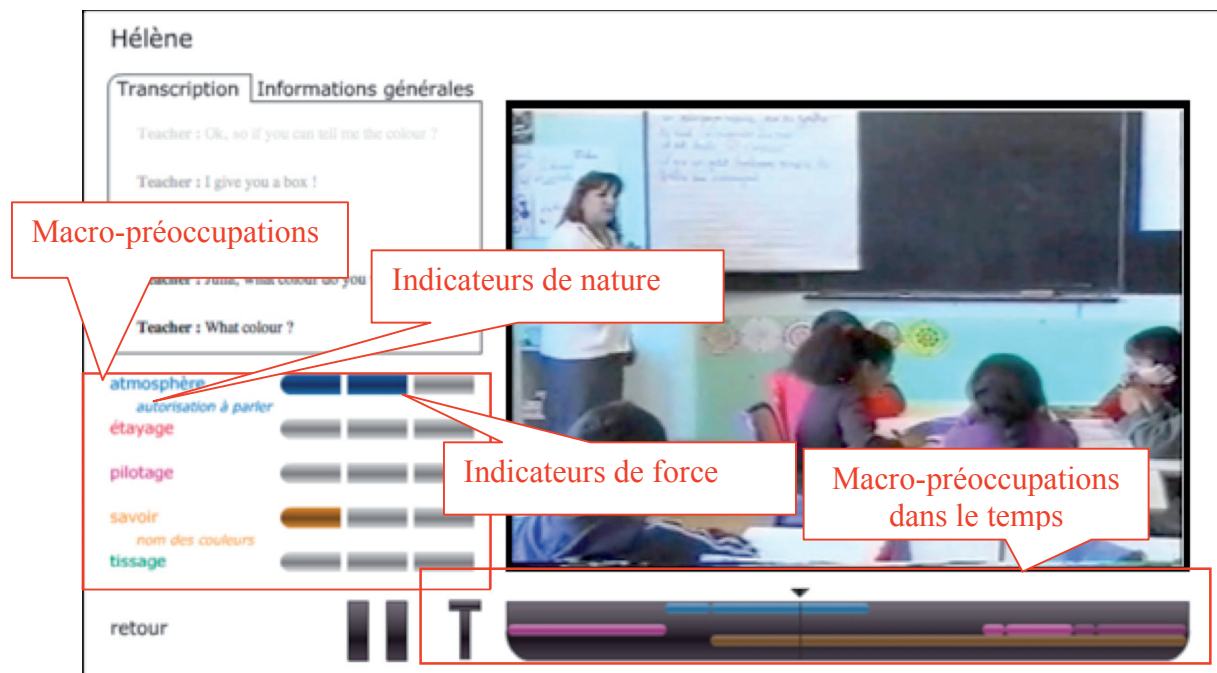 Hélène
Transcription
Informations générales
Teacher : Ok, so if you can tell me the colour ?
Teacher : I give you a box !
Macro-préoccupations
Indicateurs de nature
what colour do you
Teacher : What colour ?
atmosphère
autorisation à parler
étayage
Indicateurs de force
pilotage
Macro-préoccupations
dans le temps
savoir
nom des couleurs
tissage
retour